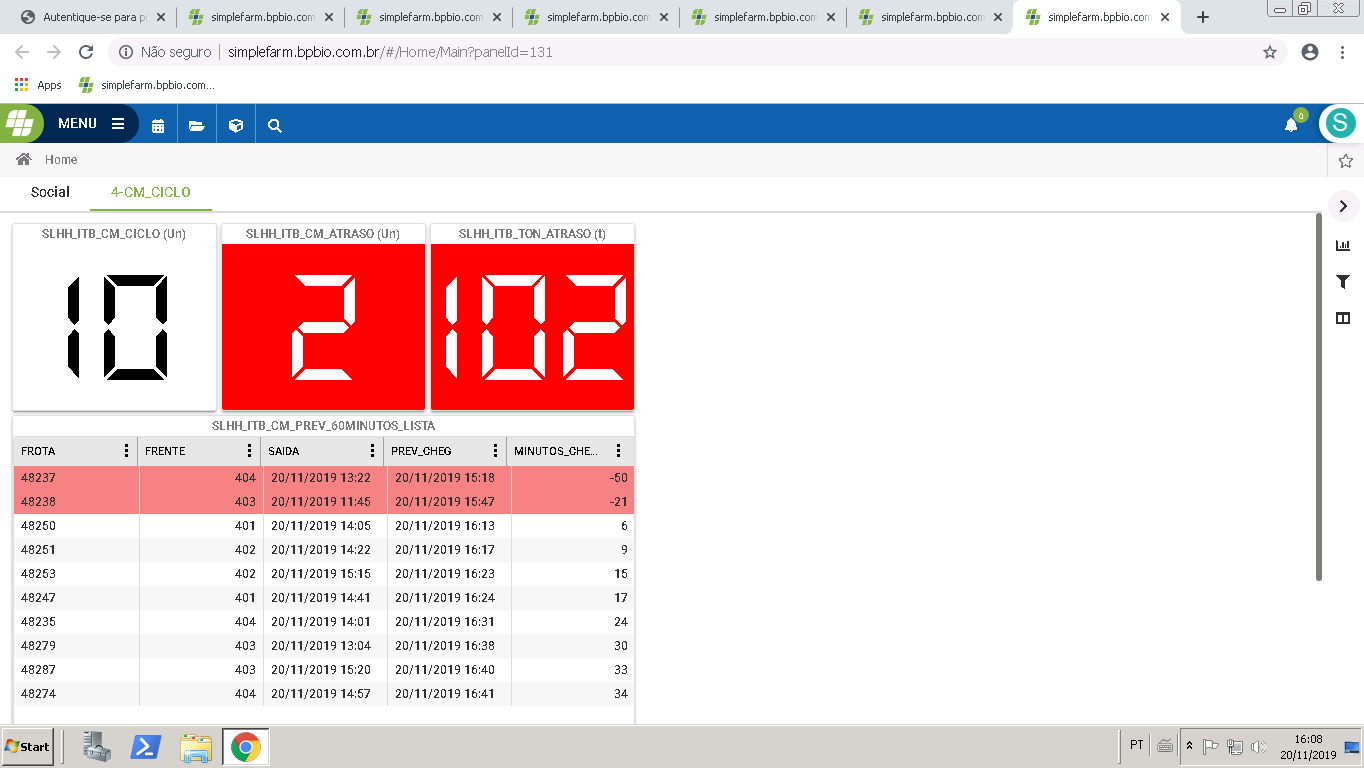 Autentique-se para pr
simplefarm.bpbio.com
simplefarm.bpbio.com
simplefarm.bpbio.com
simplefarm.bpbio.com
simplefarm.bpbio.com
simplefarm.bpbio.com
Não seguro | simplefarm.bpbio.com.br/#/Home/Main?panelId=131
Apps simplefarm.bpbio.com...
MENU 0 S
Home
Social 4-CM_CICLO
SLHH_ITB_CM_CICLO (Un) SLHH_ITB_CM_ATRASO (Un) SLHH_ITB_TON_ATRASO (t)
10 2 102
SLHH_ITB_CM_PREV_60MINUTOS_LISTA
FROTA FRENTE SAIDA PREV_CHEG MINUTOS_CHE...
48237 404 20/11/2019 13:22 20/11/2019 15:18 -50
48238 403 20/11/2019 11:45 20/11/2019 15:47 -21
48250 401 20/11/2019 14:05 20/11/2019 16:13 6
48251 402 20/11/2019 14:22 20/11/2019 16:17 9
48253 402 20/11/2019 15:15 20/11/2019 16:23 15
48247 401 20/11/2019 14:41 20/11/2019 16:24 17
48235 404 20/11/2019 14:01 20/11/2019 16:31 24
48279 403 20/11/2019 13:04 20/11/2019 16:38 30
48287 403 20/11/2019 15:20 20/11/2019 16:40 33
48274 404 20/11/2019 14:57 20/11/2019 16:41 34
Start PT 16:08
20/11/2019